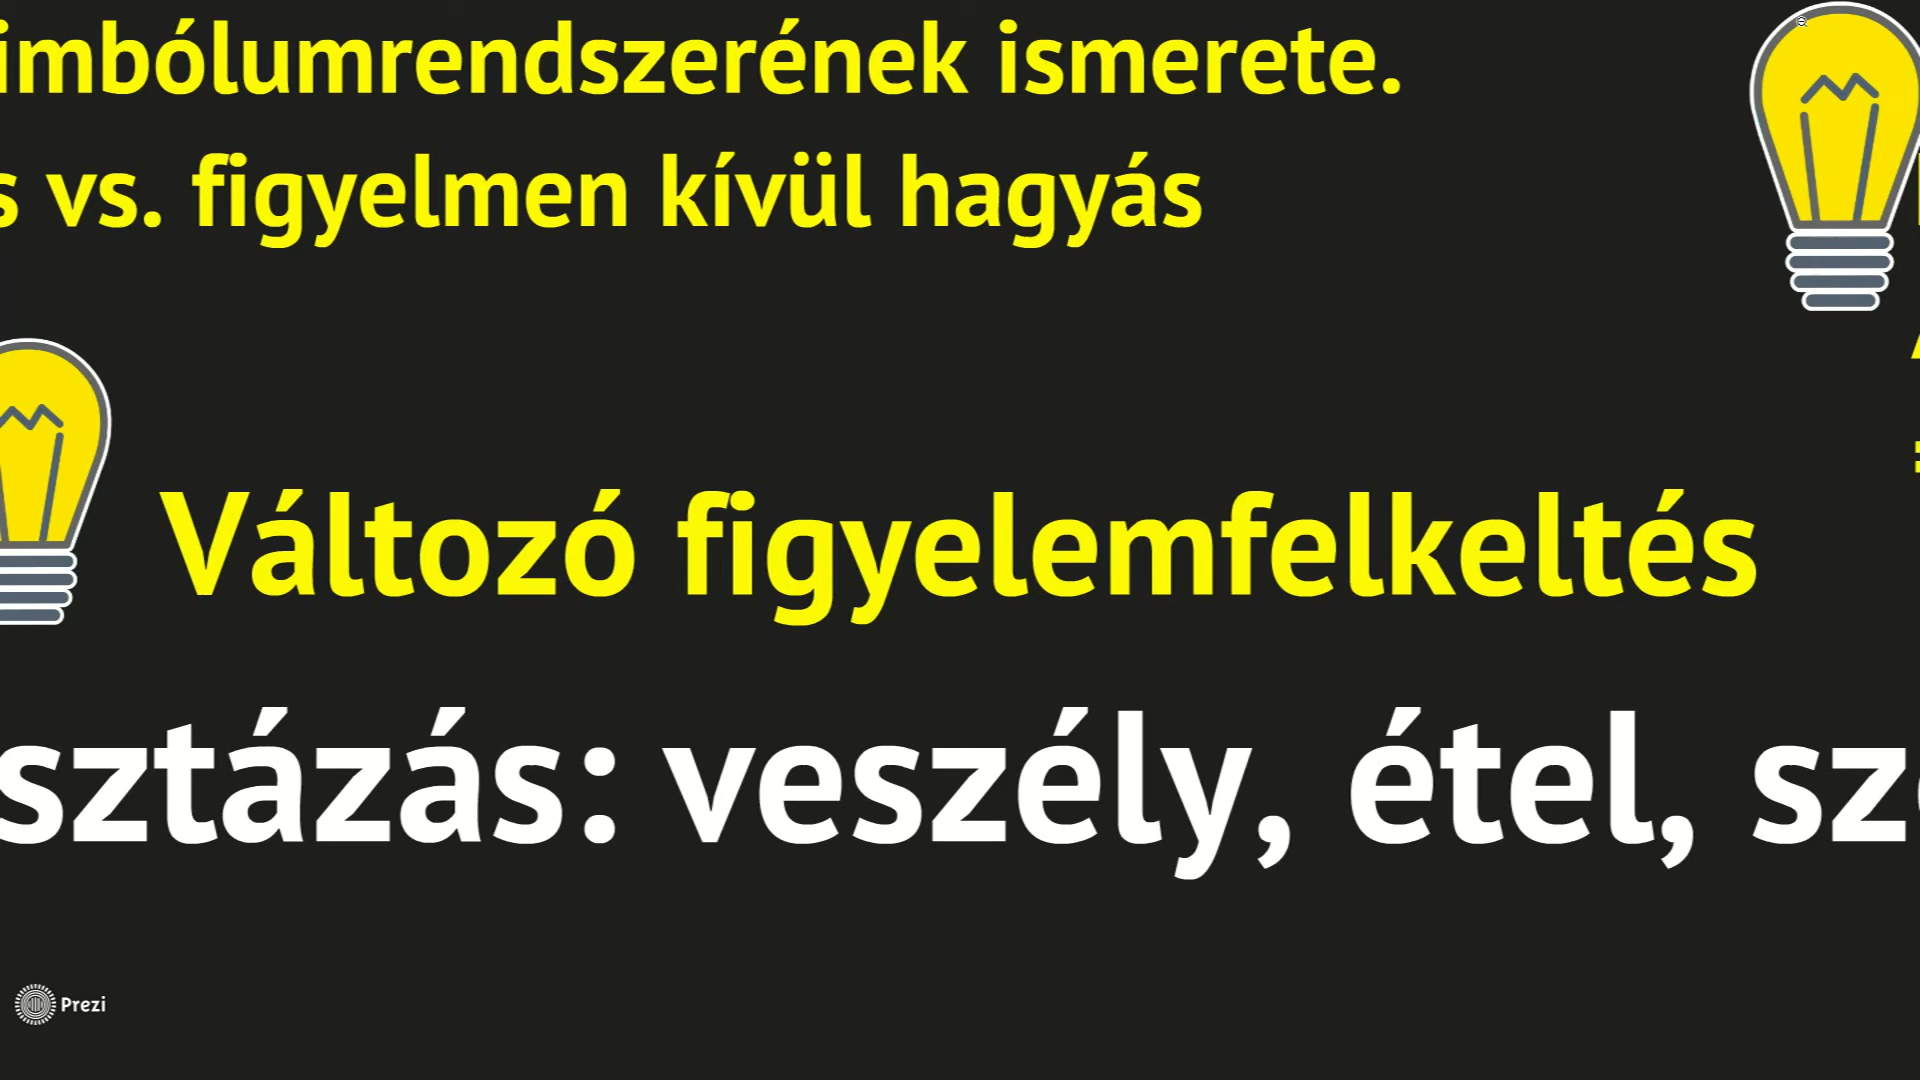 imbólumrendszerének ismerete.
s vs. figyelmen kívül hagyás
Változó figyelemfelkeltés
sztázás: veszély, étel, sz
Prezi